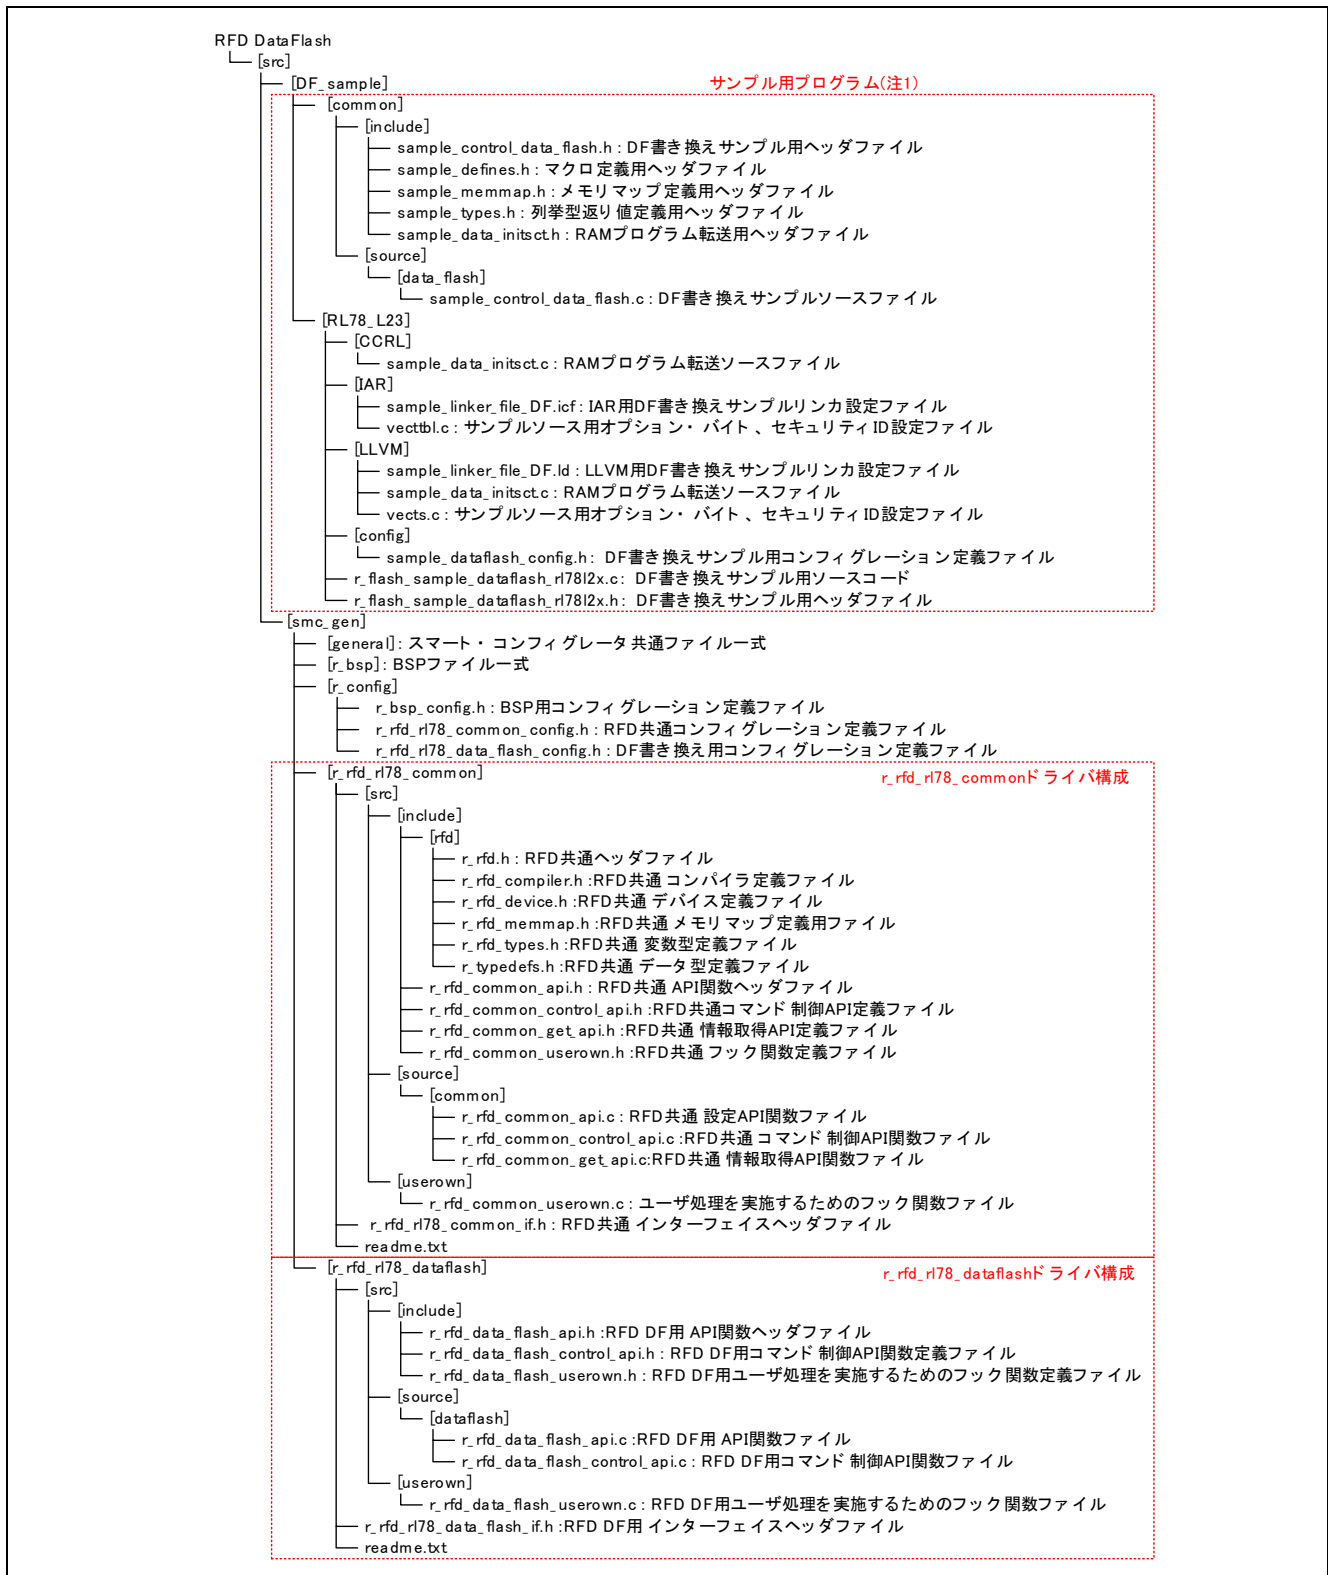 RFD DataFlash
[src]
[DF_sample]
サンプル用プログラム(注1)
[common]
[include]
sample_control_data_flash.h : DF書き換えサンプル用ヘッダファイル
sample_defines.h : マクロ定義用ヘッダファイル
sample_memmap.h : メモリマップ定義用ヘッダファイル
sample_types.h : 列挙型返り値定義用ヘッダファイル
sample_data_initsct.h : RAMプログラム転送用ヘッダファイル
[source]
[data_flash]
sample_control_data_flash.c : DF書き換えサンプルソースファイル
[RL78_L23]
[CCRL]
sample_data_initsct.c : RAMプログラム転送ソースファイル
[IAR]
sample_linker_file_DF.icf : IAR用DF書き換えサンプルリンカ設定ファイル
vecttbl.c : サンプルソース用オプション・バイト、セキュリティID設定ファイル
[LLVM]
sample_linker_file_DF.ld : LLVM用DF書き換えサンプルリンカ設定ファイル
sample_data_initsct.c : RAMプログラム転送ソースファイル
vects.c : サンプルソース用オプション・バイト、セキュリティID設定ファイル
[config]
sample_dataflash_config.h : DF書き換えサンプル用コンフィグレーション定義ファイル
r_flash_sample_dataflash_rl78l2x.c : DF書き換えサンプル用ソースコード
r_flash_sample_dataflash_rl78l2x.h : DF書き換えサンプル用ヘッダファイル
[smc_gen]
[general] : スマート・コンフィグレータ共通ファイル一式
[r_bsp] : BSPファイル一式
[r_config]
r_bsp_config.h : BSP用コンフィグレーション定義ファイル
r_rfd_rl78_common_config.h : RFD共通コンフィグレーション定義ファイル
r_rfd_rl78_data_flash_config.h : DF書き換え用コンフィグレーション定義ファイル
[r_rfd_rl78_common]
r_rfd_rl78_commonドライバ構成
[src]
[include]
[rfd]
r_rfd.h : RFD共通ヘッダファイル
r_rfd_compiler.h :RFD共通 コンパイラ定義ファイル
r_rfd_device.h :RFD共通 デバイス定義ファイル
r_rfd_memmap.h :RFD共通 メモリマップ定義用ファイル
r_rfd_types.h :RFD共通 変数型定義ファイル
r_typedefs.h :RFD共通 データ型定義ファイル
r_rfd_common_api.h : RFD共通 API関数ヘッダファイル
r_rfd_common_control_api.h :RFD共通コマンド制御API定義ファイル
r_rfd_common_get_api.h :RFD共通 情報取得API定義ファイル
r_rfd_common_userown.h :RFD共通 フック関数定義ファイル
[source]
[common]
r_rfd_common_api.c : RFD共通 設定API関数ファイル
r_rfd_common_control_api.c :RFD共通 コマンド制御API関数ファイル
r_rfd_common_get_api.c:RFD共通 情報取得API関数ファイル
[userown]
r_rfd_common_userown.c : ユーザ処理を実施するためのフック関数ファイル
r_rfd_rl78_common_if.h : RFD共通 インターフェイスヘッダファイル
readme.txt
[r_rfd_rl78_dataflash]
r_rfd_rl78_dataflashドライバ構成
[src]
[include]
r_rfd_data_flash_api.h :RFD DF用 API関数ヘッダファイル
r_rfd_data_flash_control_api.h : RFD DF用コマンド制御API関数定義ファイル
r_rfd_data_flash_userown.h : RFD DF用ユーザ処理を実施するためのフック関数定義ファイル
[source]
[dataflash]
r_rfd_data_flash_api.c :RFD DF用 API関数ファイル
r_rfd_data_flash_control_api.c : RFD DF用コマンド制御API関数ファイル
[userown]
r_rfd_data_flash_userown.c : RFD DF用ユーザ処理を実施するためのフック関数ファイル
r_rfd_rl78_data_flash_if.h :RFD DF用 インターフェイスヘッダファイル
readme.txt